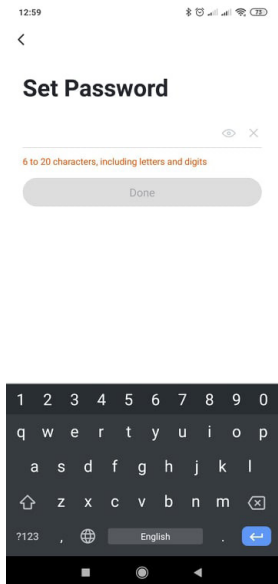 12:59
73
Set Password
6 to 20 characters, including letters and digits
Done
1 2 3 4 5 6 7 8 9 0
q w e r t y u i o p
a s d f g h j k l
z x c v b n m
?123 , English .